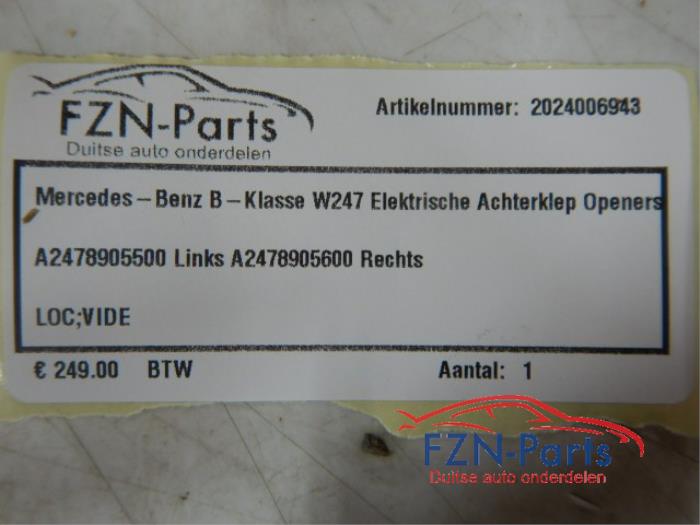 FZN-Parts
Duitse auto onderdelen
Artikelnummer: 2024006943
Mercedes-Benz B-Klasse W247 Elektrische Achterklep Openers
A2478905500 Links A2478905600 Rechts
LOC;VIDE
€ 249.00 BTW
Aantal: 1
FZN-Parts
Duitse auto onderdelen